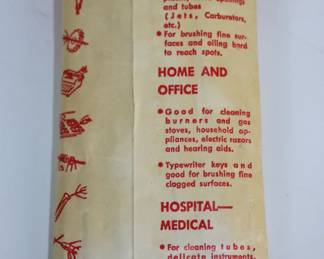 and tubes
(Jets, Carburetors,
etc.)
• For brushing fine sur-
faces and oiling hard
to reach spots.
HOME AND
OFFICE
• Good for cleaning
burners and gas
stoves, household ap-
pliances, electric razors
and hearing aids.
• Typewriter keys and
good for brushing fine
clogged surfaces.
HOSPITAL—
MEDICAL
• For cleaning tubes,
delicate instruments,